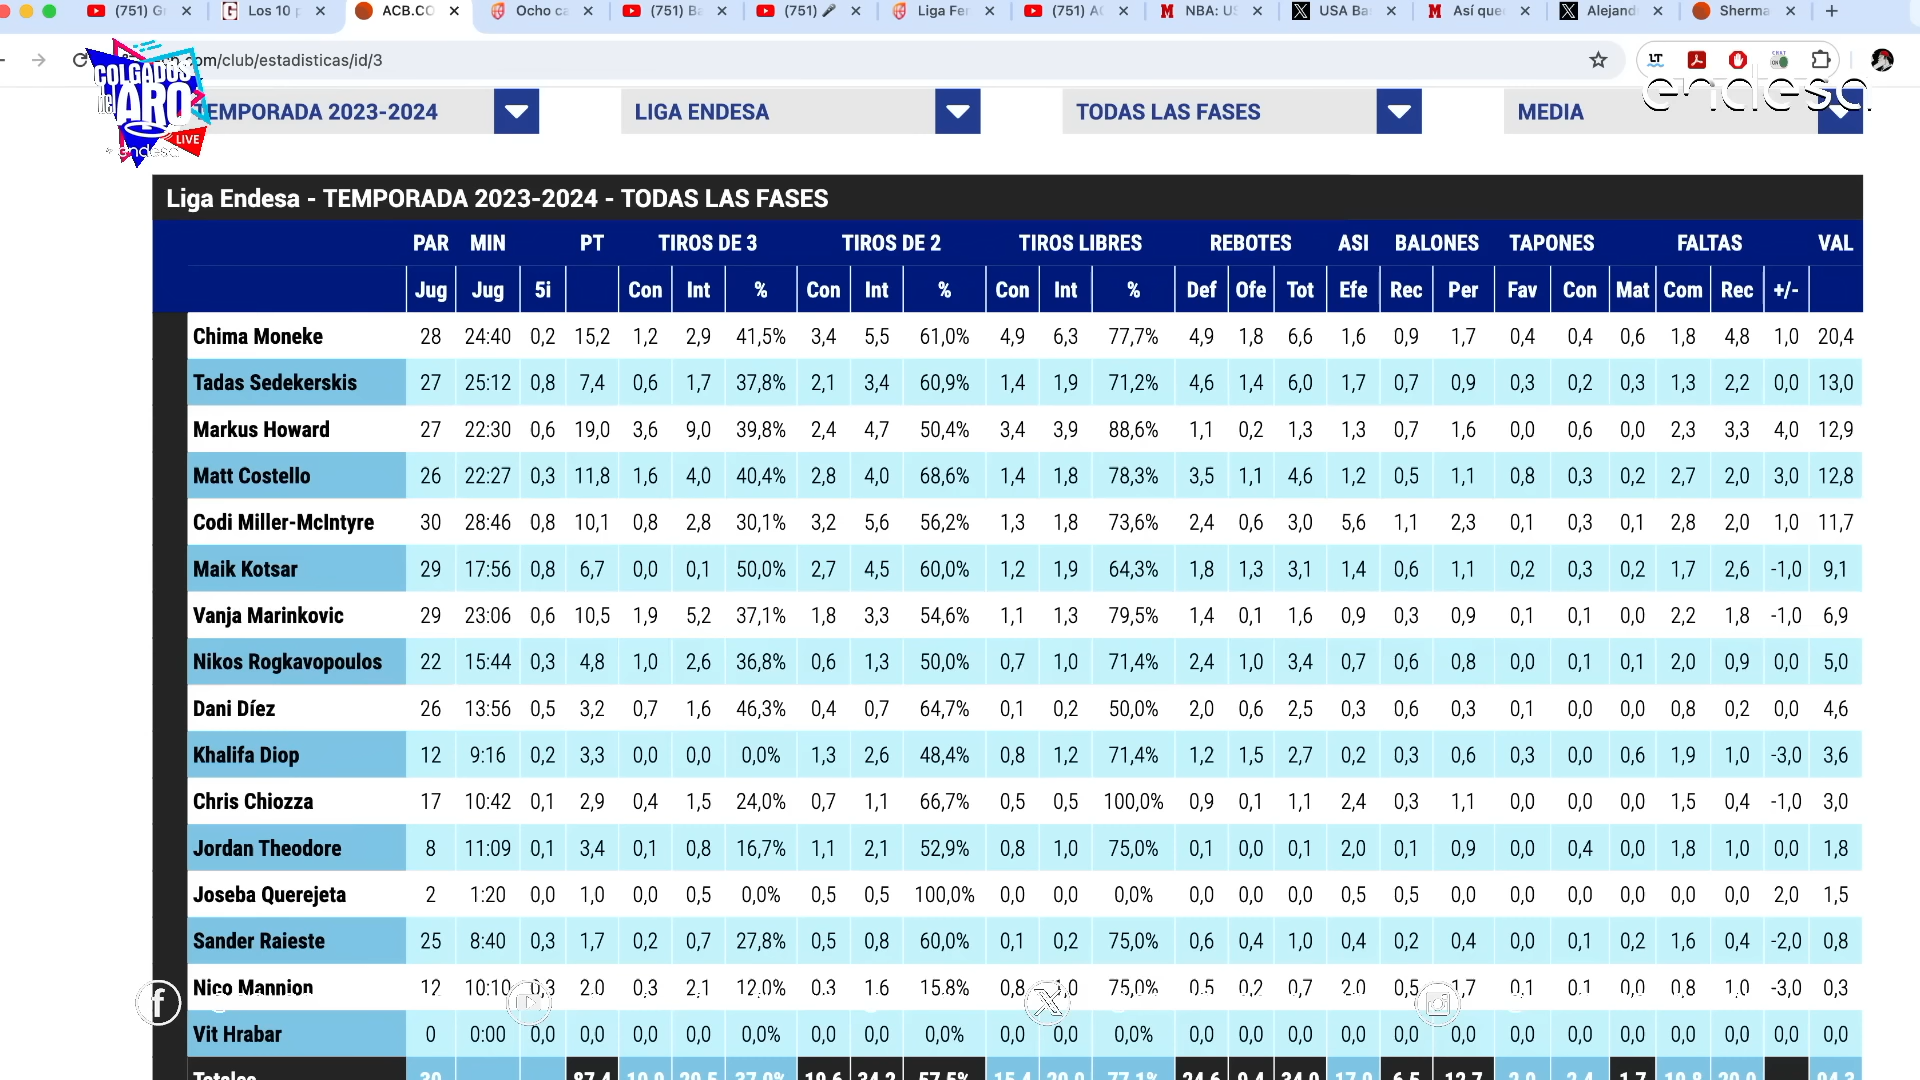 (751) G
Los 10 p
ACB.CO
Ocho c
(751) B
(751)
Liga Fe
(751) A
NBA: U
USA Ba
Así que
Alejand
Sherma
.com/club/estadisticas/id/3
COLGADOS
del
ARO
LIVE
endesa
endesa
TEMPORADA 2023-2024 LIGA ENDESA TODAS LAS FASES MEDIA
Liga Endesa - TEMPORADA 2023-2024 - TODAS LAS FASES
PAR MIN PT TIROS DE 3 TIROS DE 2 TIROS LIBRES REBOTES ASI BALONES TAPONES FALTAS VAL
Jug Jug 5i Con Int % Con Int % Con Int % Def Ofe Tot Efe Rec Per Fav Con Mat Com Rec +/-
Chima Moneke 28 24:40 0,2 15,2 1,2 2,9 41,5% 3,4 5,5 61,0% 4,9 6,3 77,7% 4,9 1,8 6,6 1,6 0,9 1,7 0,4 0,4 0,6 1,8 4,8 1,0 20,4
Tadas Sedekerskis 27 25:12 0,8 7,4 0,6 1,7 37,8% 2,1 3,4 60,9% 1,4 1,9 71,2% 4,6 1,4 6,0 1,7 0,7 0,9 0,3 0,2 0,3 1,3 2,2 0,0 13,0
Markus Howard 27 22:30 0,6 19,0 3,6 9,0 39,8% 2,4 4,7 50,4% 3,4 3,9 88,6% 1,1 0,2 1,3 1,3 0,7 1,6 0,0 0,6 0,0 2,3 3,3 4,0 12,9
Matt Costello 26 22:27 0,3 11,8 1,6 4,0 40,4% 2,8 4,0 68,6% 1,4 1,8 78,3% 3,5 1,1 4,6 1,2 0,5 1,1 0,8 0,3 0,2 2,7 2,0 3,0 12,8
Codi Miller-McIntyre 30 28:46 0,8 10,1 0,8 2,8 30,1% 3,2 5,6 56,2% 1,3 1,8 73,6% 2,4 0,6 3,0 5,6 1,1 2,3 0,1 0,3 0,1 2,8 2,0 1,0 11,7
Maik Kotsar 29 17:56 0,8 6,7 0,0 0,1 50,0% 2,7 4,5 60,0% 1,2 1,9 64,3% 1,8 1,3 3,1 1,4 0,6 1,1 0,2 0,3 0,2 1,7 2,6 -1,0 9,1
Vanja Marinkovic 29 23:06 0,6 10,5 1,9 5,2 37,1% 1,8 3,3 54,6% 1,1 1,3 79,5% 1,4 0,1 1,6 0,9 0,3 0,9 0,1 0,1 0,0 2,2 1,8 -1,0 6,9
Nikos Rogkavopoulos 22 15:44 0,3 4,8 1,0 2,6 36,8% 0,6 1,3 50,0% 0,7 1,0 71,4% 2,4 1,0 3,4 0,7 0,6 0,8 0,0 0,1 0,1 2,0 0,9 0,0 5,0
Dani Díez 26 13:56 0,5 3,2 0,7 1,6 46,3% 0,4 0,7 64,7% 0,1 0,2 50,0% 2,0 0,6 2,5 0,3 0,6 0,3 0,1 0,0 0,0 0,8 0,2 0,0 4,6
Khalifa Diop 12 9:16 0,2 3,3 0,0 0,0 0,0% 1,3 2,6 48,4% 0,8 1,2 71,4% 1,2 1,5 2,7 0,2 0,3 0,6 0,3 0,0 0,6 1,9 1,0 -3,0 3,6
Chris Chiozza 17 10:42 0,1 2,9 0,4 1,5 24,0% 0,7 1,1 66,7% 0,5 0,5 100,0% 0,9 0,1 1,1 2,4 0,3 1,1 0,0 0,0 0,0 1,5 0,4 -1,0 3,0
Jordan Theodore 8 11:09 0,1 3,4 0,1 0,8 16,7% 1,1 2,1 52,9% 0,8 1,0 75,0% 0,1 0,0 0,1 2,0 0,1 0,9 0,0 0,4 0,0 1,8 1,0 0,0 1,8
Joseba Querejeta 2 1:20 0,0 1,0 0,0 0,5 0,0% 0,5 0,5 100,0% 0,0 0,0 0,0% 0,0 0,0 0,0 0,5 0,5 0,0 0,0 0,0 0,0 0,0 0,0 2,0 1,5
Sander Raieste 25 8:40 0,3 1,7 0,2 0,7 27,8% 0,5 0,8 60,0% 0,1 0,2 75,0% 0,6 0,4 1,0 0,4 0,2 0,4 0,0 0,1 0,2 1,6 0,4 -2,0 0,8
Nico Mannion 12 10:10 0,3 2,0 0,3 2,1 12,0% 0,3 1,6 15,8% 0,8 1,0 75,0% 0,5 0,2 0,7 2,0 0,5 1,7 0,1 0,1 0,0 0,8 1,0 -3,0 0,3
Vit Hrabar 0 0:00 0,0 0,0 0,0 0,0 0,0% 0,0 0,0 0,0% 0,0 0,0 0,0% 0,0 0,0 0,0 0,0 0,0 0,0 0,0 0,0 0,0 0,0 0,0 0,0 0,0
Totales 30 87,4 37,0% 57,5% 77,1%